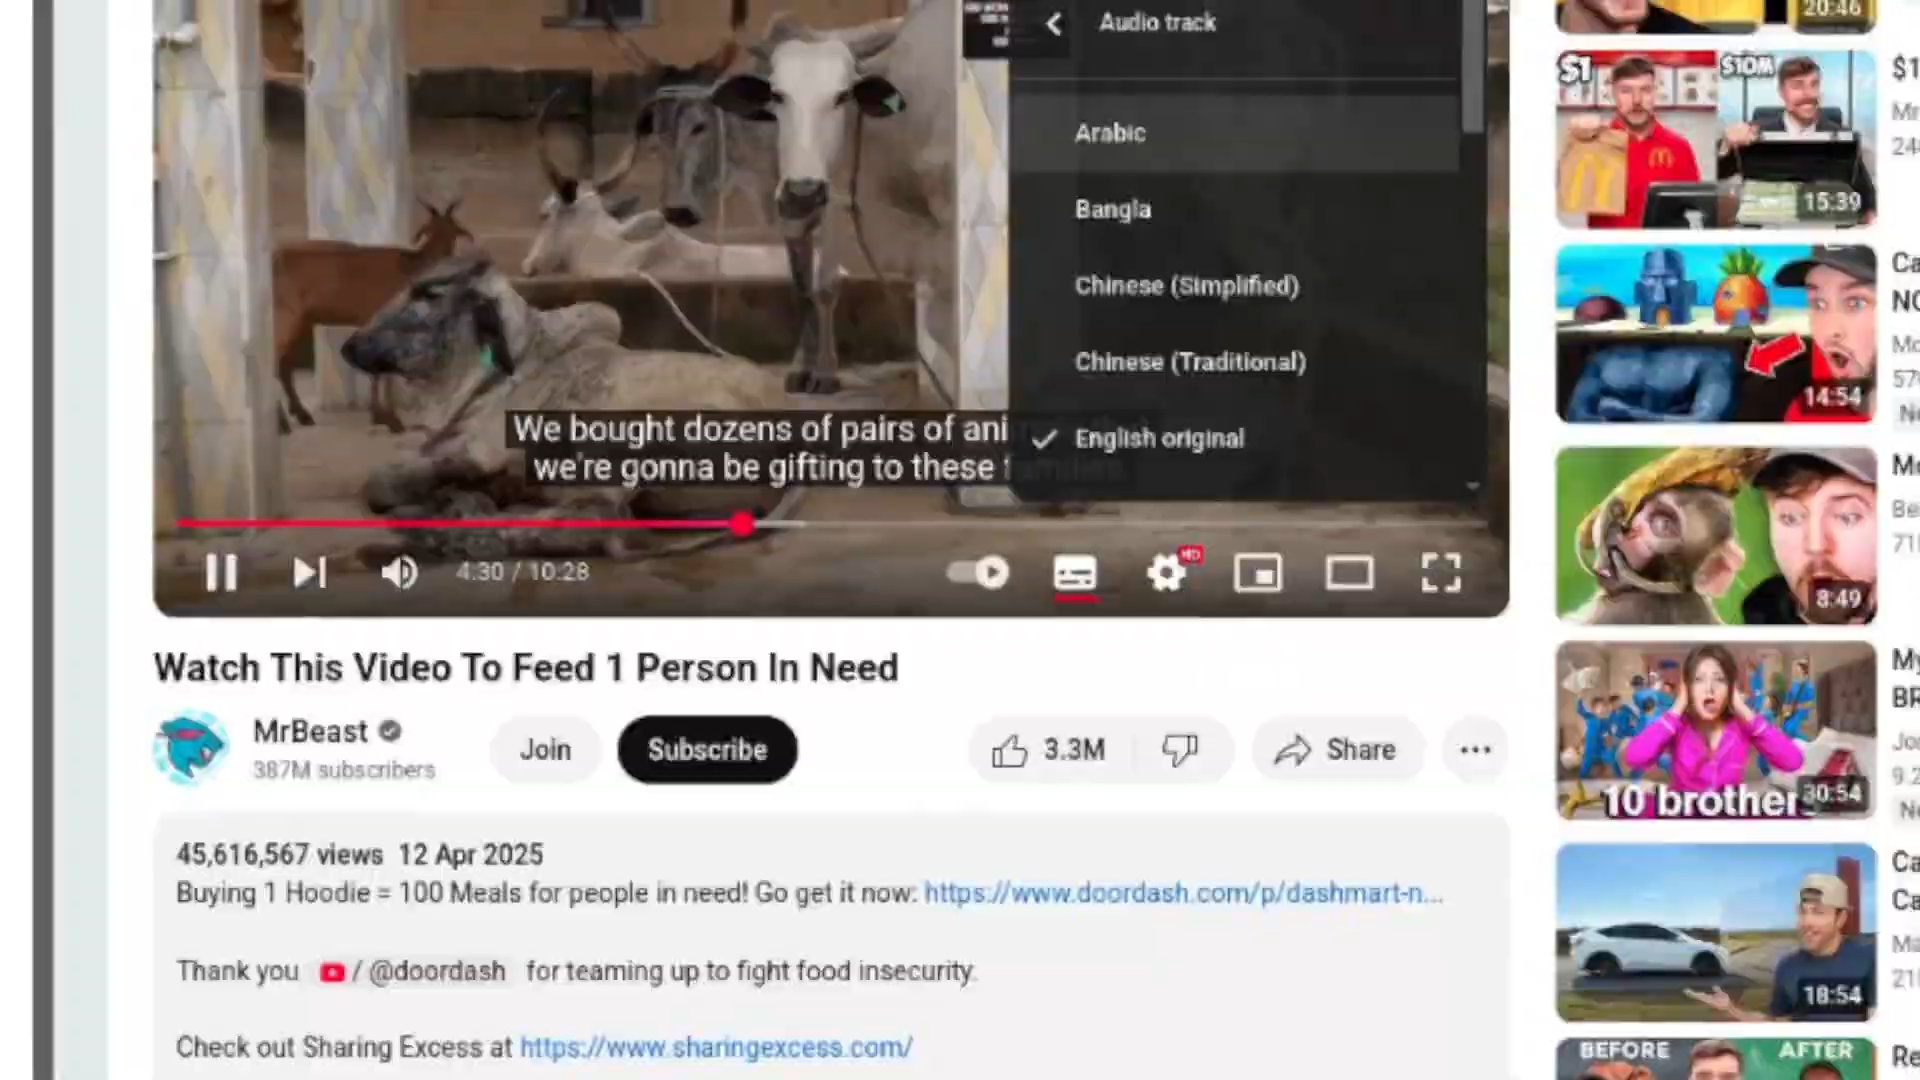 Audio track
Arabic
Bangla
Chinese (Simplified)
Chinese (Traditional)
English original
We bought dozens of pairs of ani
we're gonna be gifting to these
4:30 / 10:28
HD
Watch This Video To Feed 1 Person In Need
MrBeast
387M subscribers
Join
Subscribe
3.3M
Share
45,616,567 views 12 Apr 2025
Buying 1 Hoodie = 100 Meals for people in need! Go get it now: https://www.doordash.com/p/dashmart-n...
Thank you / @doordash for teaming up to fight food insecurity.
Check out Sharing Excess at https://www.sharingexcess.com/
20:46
$1
$10M
15:39
14:54
8:49
10 brother
30:54
18:54
BEFORE
AFTER